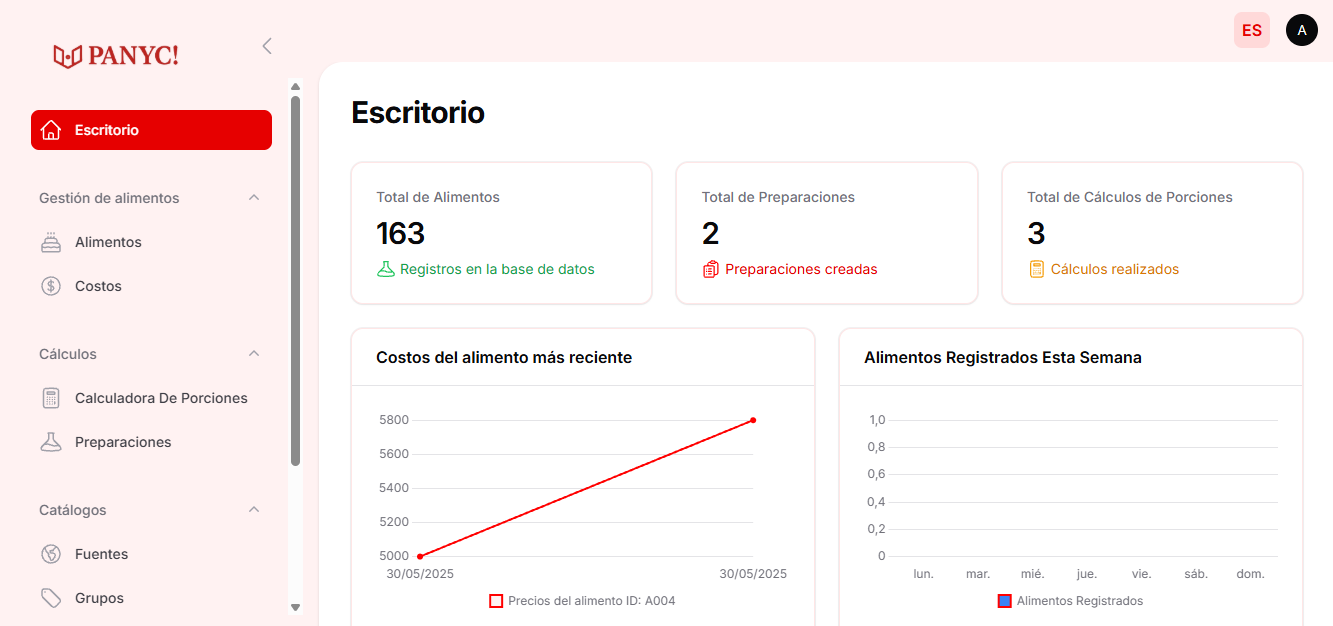 PANYC!
ES
A
Escritorio
Gestión de alimentos
Alimentos
Costos
Cálculos
Calculadora De Porciones
Preparaciones
Catálogos
Fuentes
Grupos
Escritorio
Total de Alimentos
163
Registros en la base de datos
Total de Preparaciones
2
Preparaciones creadas
Total de Cálculos de Porciones
3
Cálculos realizados
Costos del alimento más reciente
5800
5600
5400
5200
5000
30/05/2025 30/05/2025
Precios del alimento ID: A004
Alimentos Registrados Esta Semana
1,0
0,8
0,6
0,4
0,2
0
lun. mar. mié. jue. vie. sáb. dom.
Alimentos Registrados